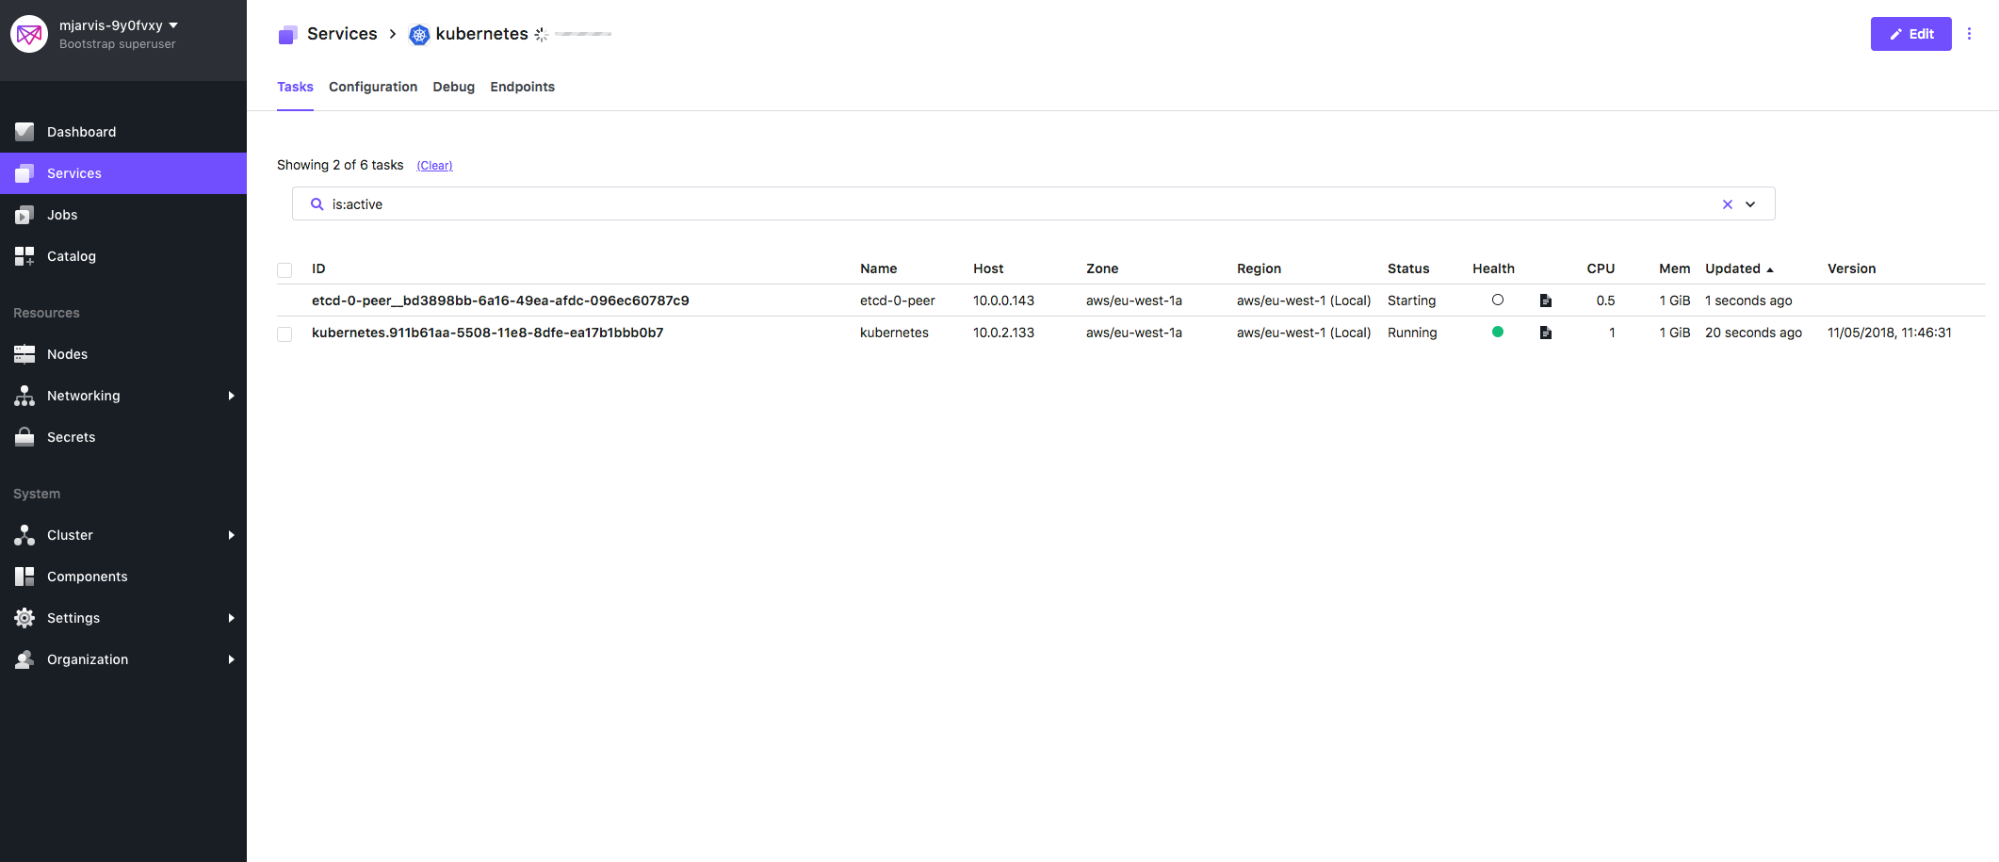 mjarvis-9y0fvxy
Bootstrap superuser
Dashboard
Services
Jobs
Catalog
Resources
Nodes
Networking
Secrets
System
Cluster
Components
Settings
Organization
Services > kubernetes
Edit
Tasks Configuration Debug Endpoints
Showing 2 of 6 tasks (Clear)
is:active
ID Name Host Zone Region Status Health CPU Mem Updated Version
etcd-0-peer__bd3898bb-6a16-49ea-afdc-096ec60787c9 etcd-0-peer 10.0.0.143 aws/eu-west-1a aws/eu-west-1 (Local) Starting 0.5 1 GiB 1 seconds ago
kubernetes.911b61aa-5508-11e8-8dfe-ea17b1bbb0b7 kubernetes 10.0.2.133 aws/eu-west-1a aws/eu-west-1 (Local) Running 1 1 GiB 20 seconds ago 11/05/2018, 11:46:31